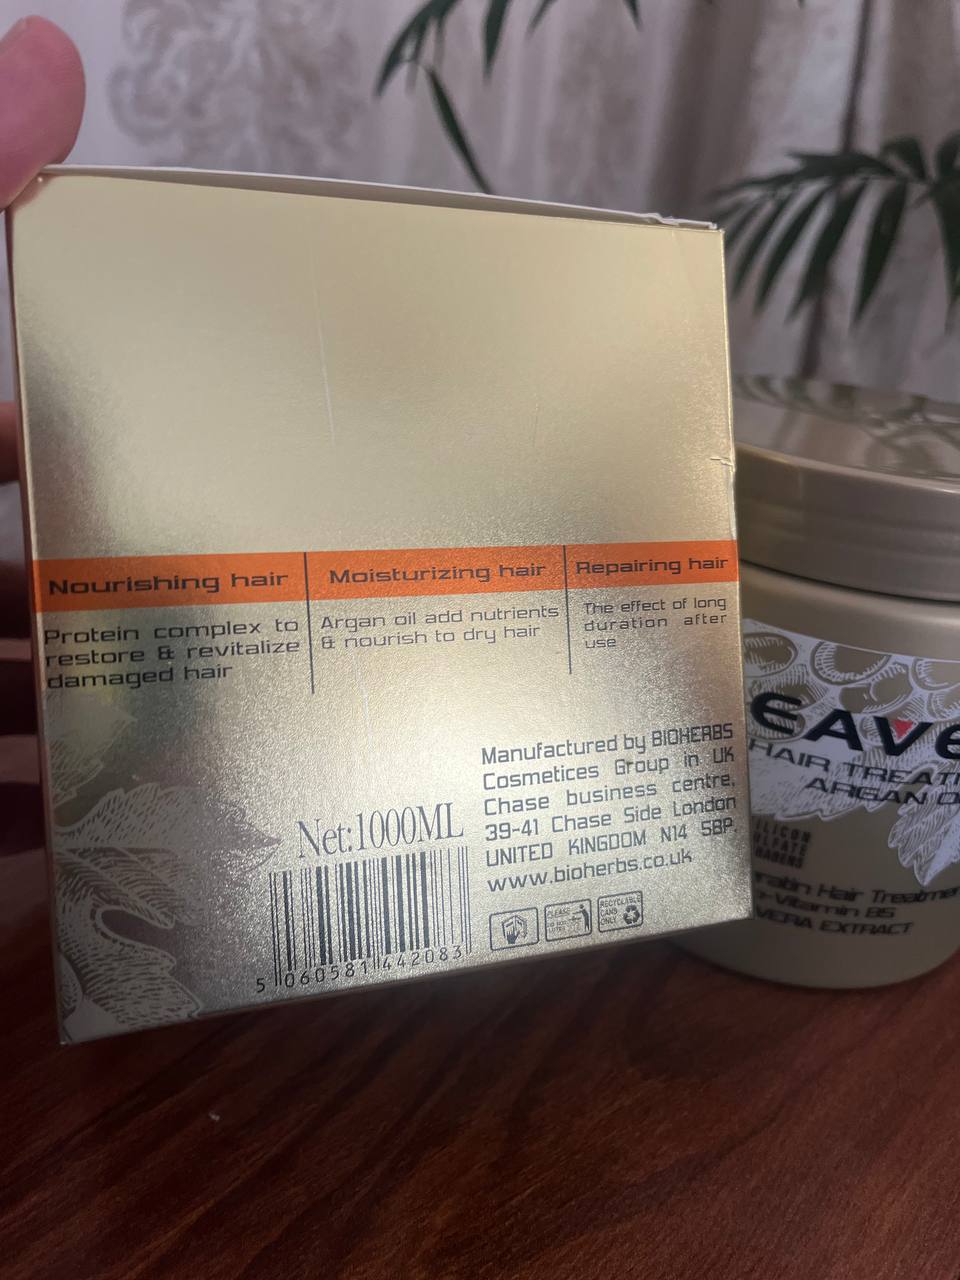 Nourishing hair
Protein complex to
restore & revitalize
damaged hair
Moisturizing hair
Argan oil add nutrients
& nourish to dry hair
Repairing hair
The effect of long
duration after
use
Manufactured by BIOHERBS
Cosmetices Group in UK
Chase business centre,
39-41 Chase Side London
UNITED KINGDOM N14 5BP.
www.bioherbs.co.uk
Net:1000ML
5 060581 442083
PLEASE
RECYCLABLE
CANS
ONLY
EAVE
HAIR
ARGAN
Hair
Vitamin B5
VERA EXTRACT